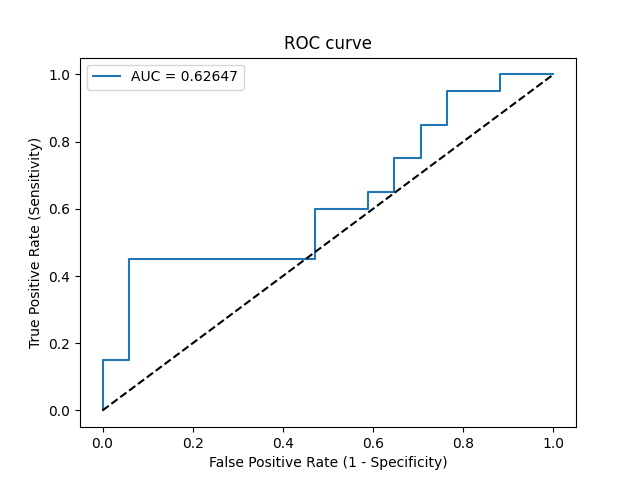 ROC curve
AUC = 0.62647
True Positive Rate (Sensitivity)
1.0
0.8
0.6
0.4
0.2
0.0
0.0 0.2 0.4 0.6 0.8 1.0
False Positive Rate (1 - Specificity)